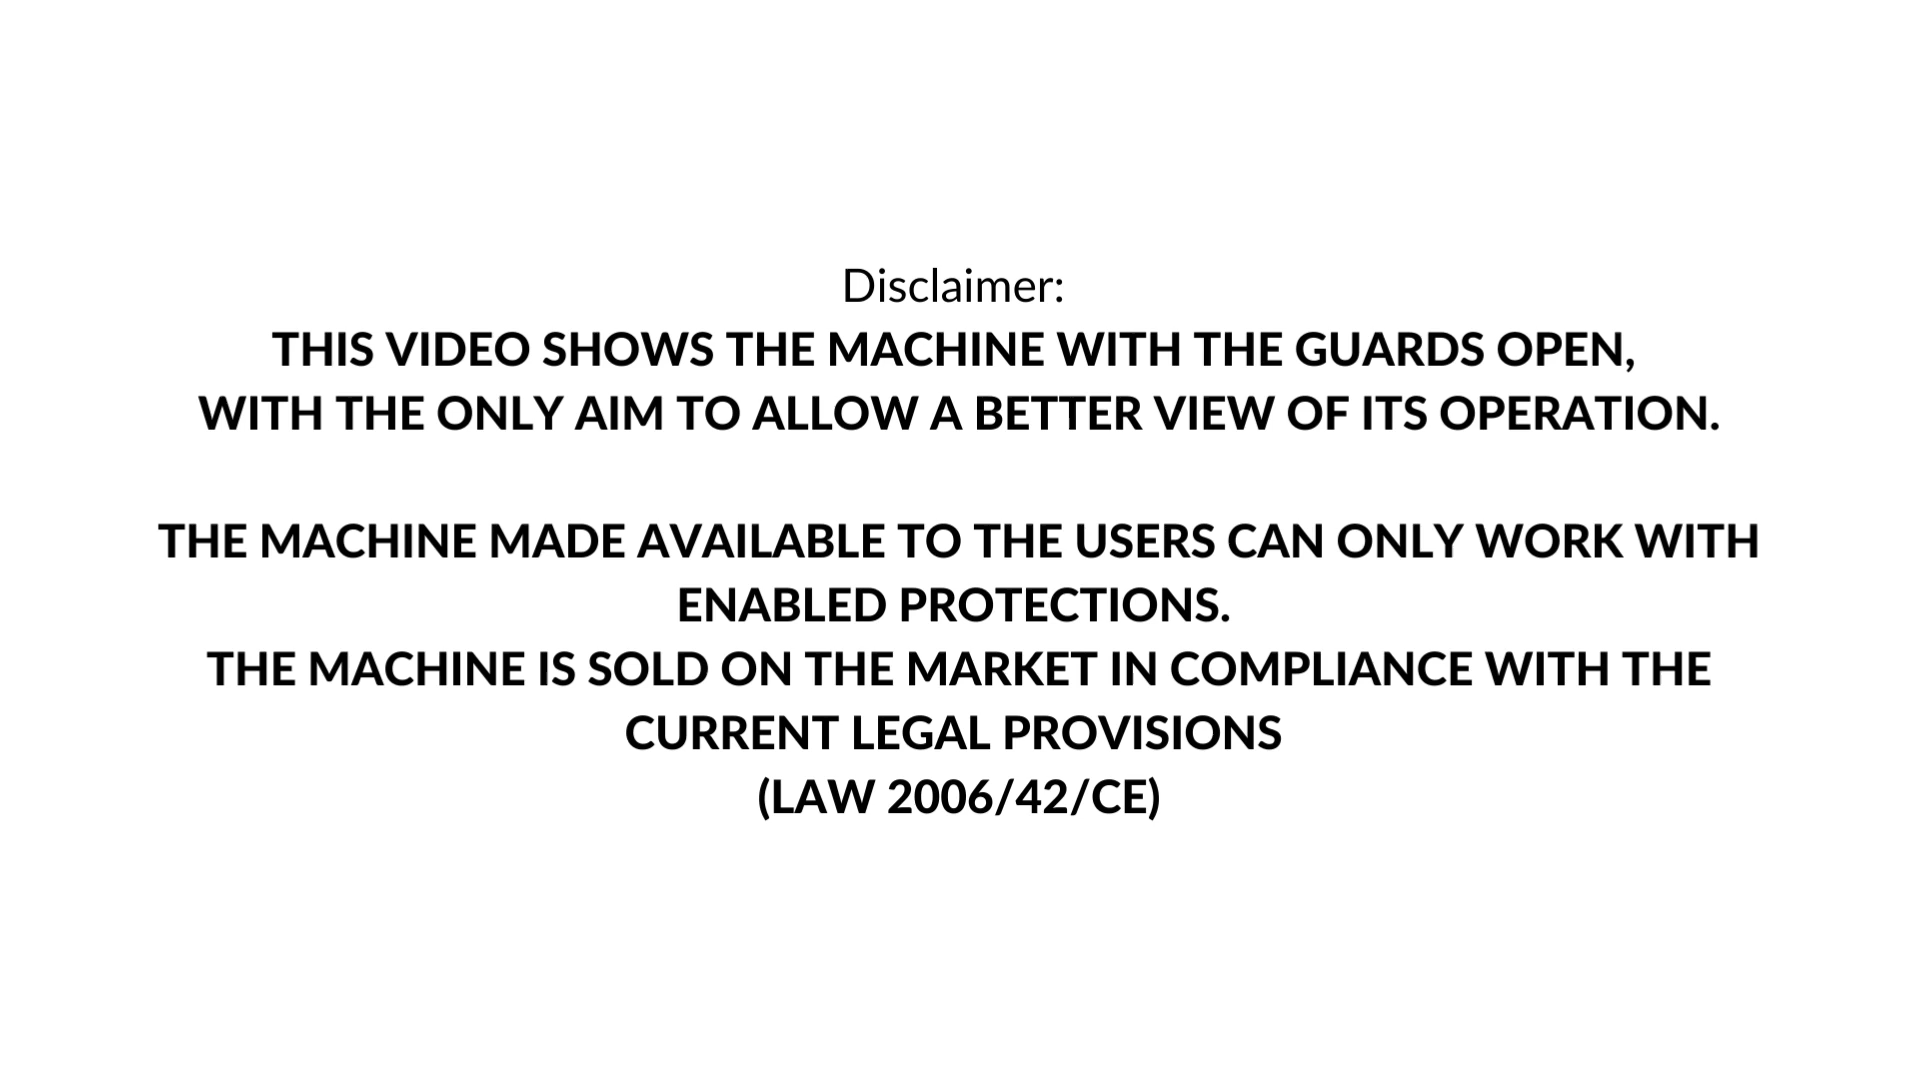 Disclaimer:
THIS VIDEO SHOWS THE MACHINE WITH THE GUARDS OPEN,
WITH THE ONLY AIM TO ALLOW A BETTER VIEW OF ITS OPERATION.
THE MACHINE MADE AVAILABLE TO THE USERS CAN ONLY WORK WITH
ENABLED PROTECTIONS.
THE MACHINE IS SOLD ON THE MARKET IN COMPLIANCE WITH THE
CURRENT LEGAL PROVISIONS
(LAW 2006/42/CE)